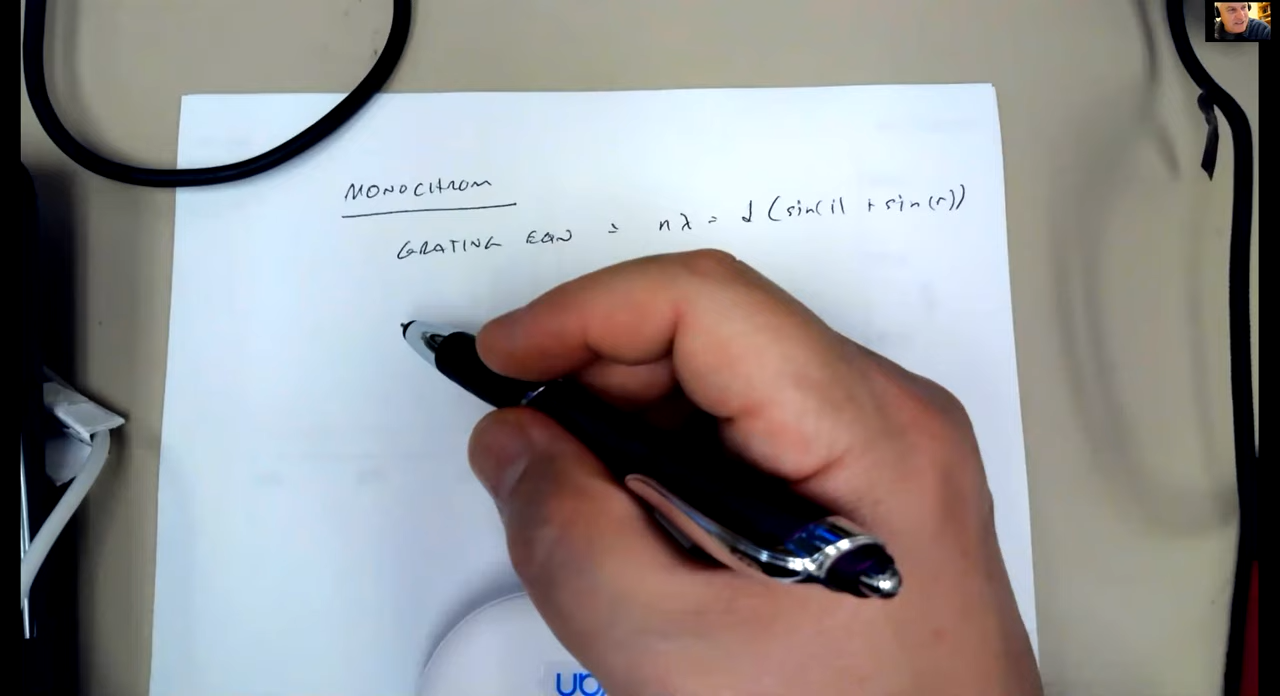 MONOCHROM
GRATING EQN = nλ = d (sin(i) + sin(r))